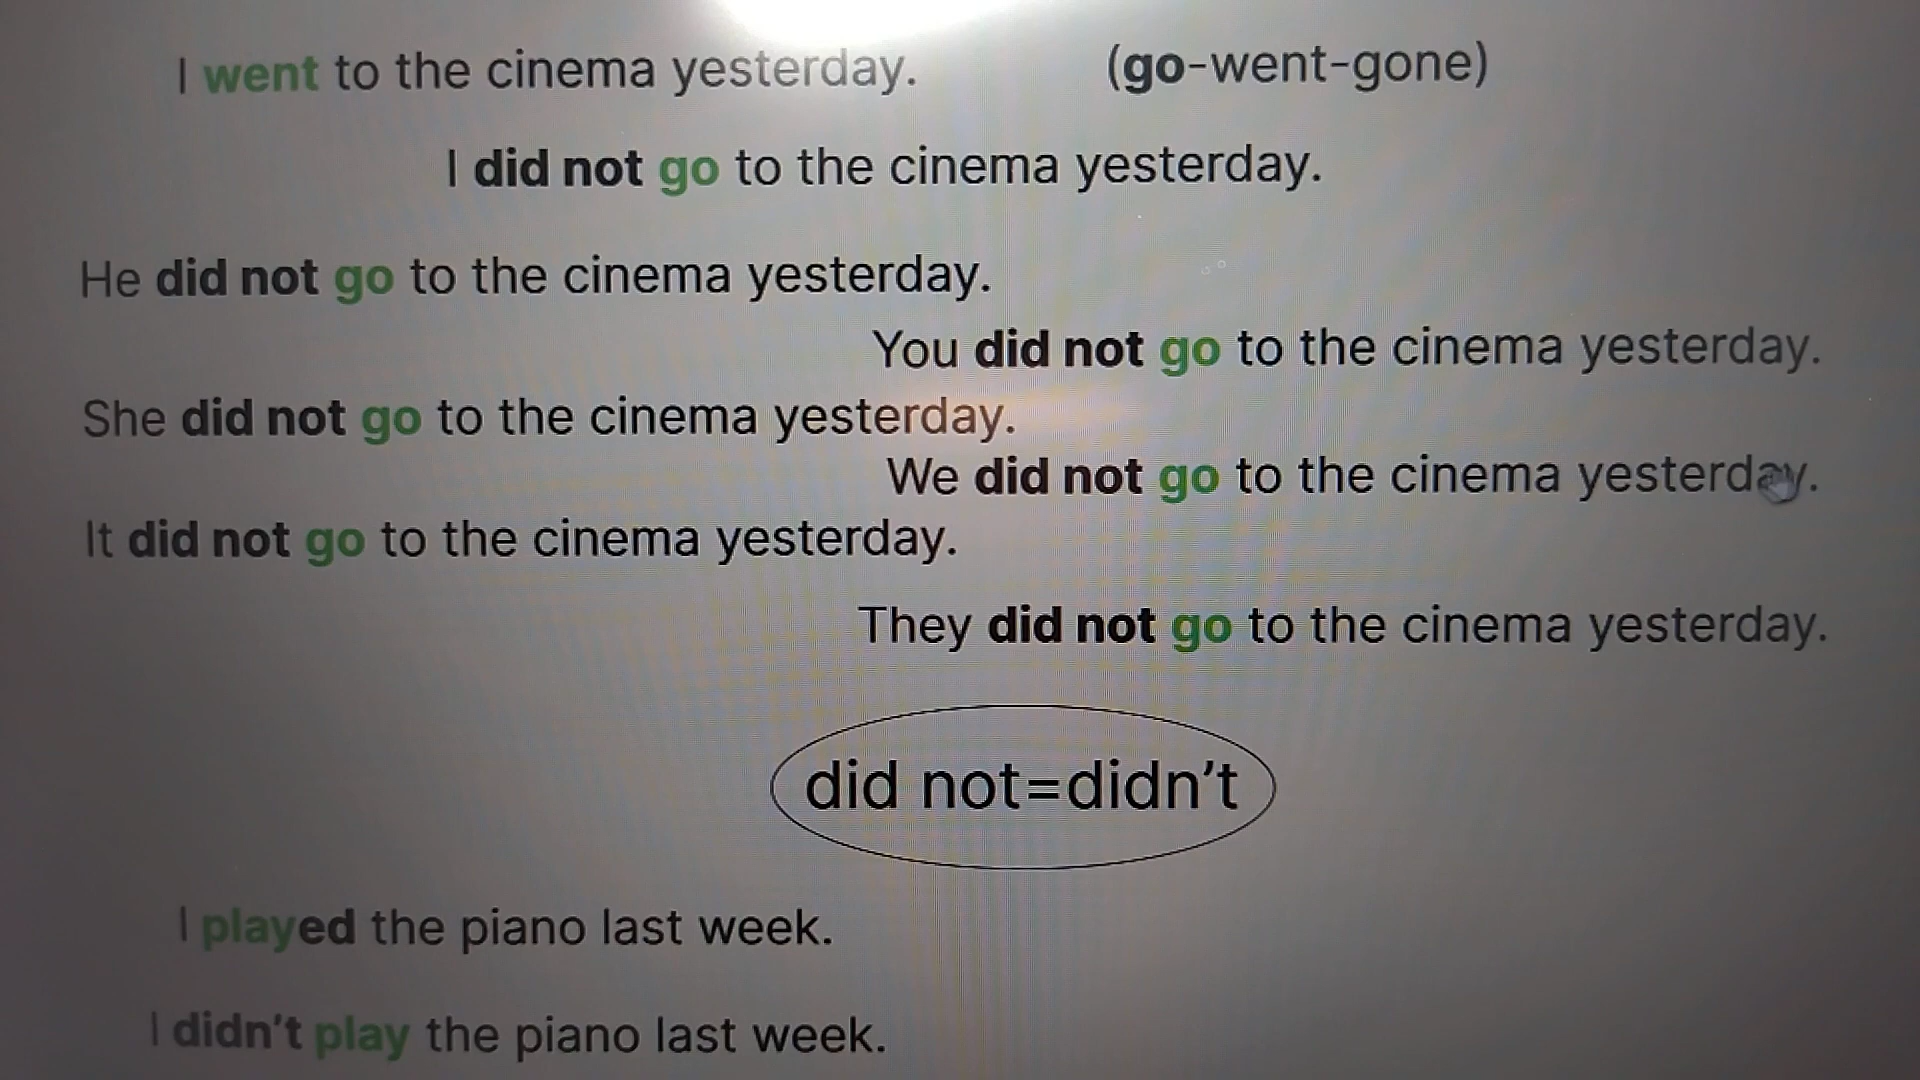 I went to the cinema yesterday. (go-went-gone)
I did not go to the cinema yesterday.
He did not go to the cinema yesterday.
You did not go to the cinema yesterday.
She did not go to the cinema yesterday.
We did not go to the cinema yesterday.
It did not go to the cinema yesterday.
They did not go to the cinema yesterday.
did not=didn’t
I played the piano last week.
I didn’t play the piano last week.